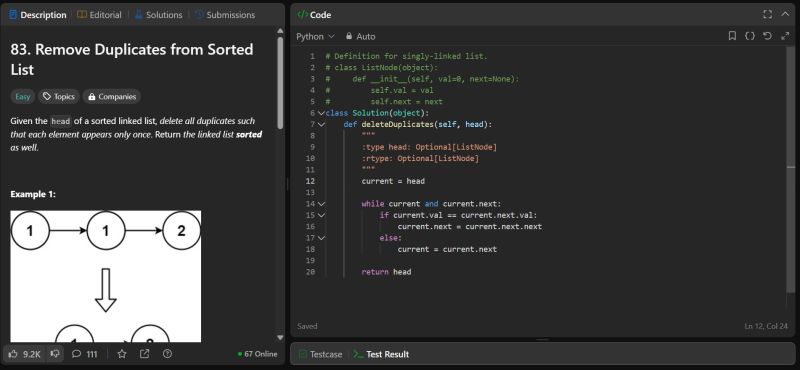 Description | Editorial | Solutions | Submissions
83. Remove Duplicates from Sorted
List
Easy Topics Companies
Given the head of a sorted linked list, delete all duplicates such
that each element appears only once. Return the linked list sorted
as well.
Example 1:
1 1 2
9.2K 111 67 Online
</> Code
Python Auto
1 # Definition for singly-linked list.
2 # class ListNode(object):
3 #     def __init__(self, val=0, next=None):
4 #         self.val = val
5 #         self.next = next
6 class Solution(object):
7     def deleteDuplicates(self, head):
8         """
9         :type head: Optional[ListNode]
10         :rtype: Optional[ListNode]
11         """
12         current = head
13
14         while current and current.next:
15             if current.val == current.next.val:
16                 current.next = current.next.next
17             else:
18                 current = current.next
19
20         return head
Saved Ln 12, Col 24
Testcase | >_ Test Result